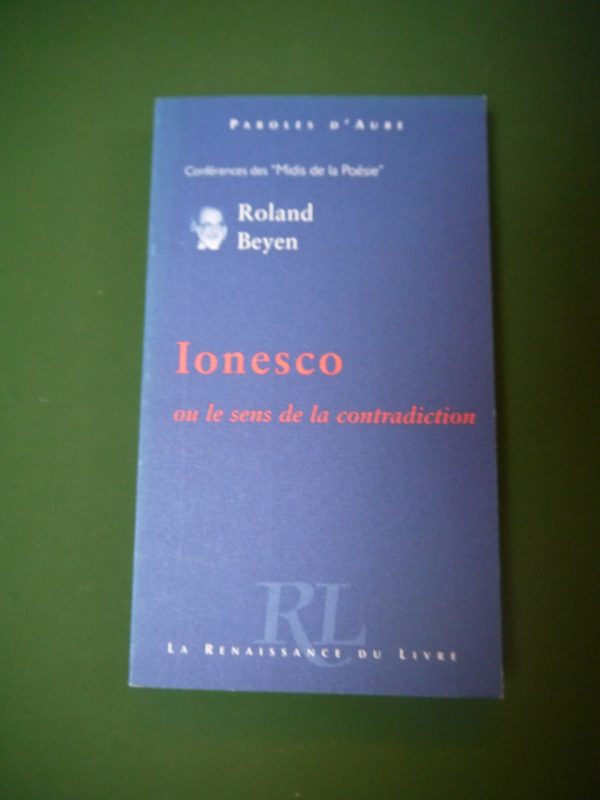 PAROLES D'AUBE
Conférences des "Midis de la Poésie"
Roland
Beyen
Ionesco
ou le sens de la contradiction
RL
LA RENAISSANCE DU LIVRE